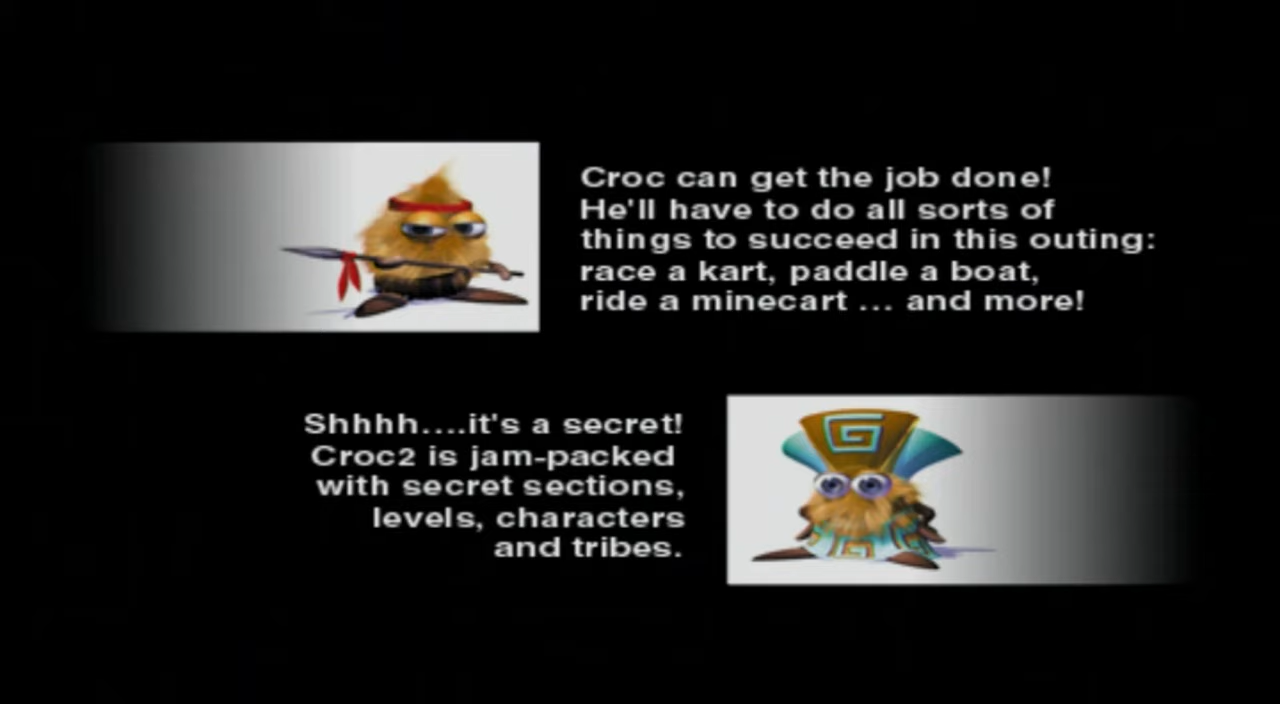 Croc can get the job done!
He'll have to do all sorts of
things to succeed in this outing:
race a kart, paddle a boat,
ride a minecart ... and more!
Shhhh....it's a secret!
Croc2 is jam-packed
with secret sections,
levels, characters
and tribes.